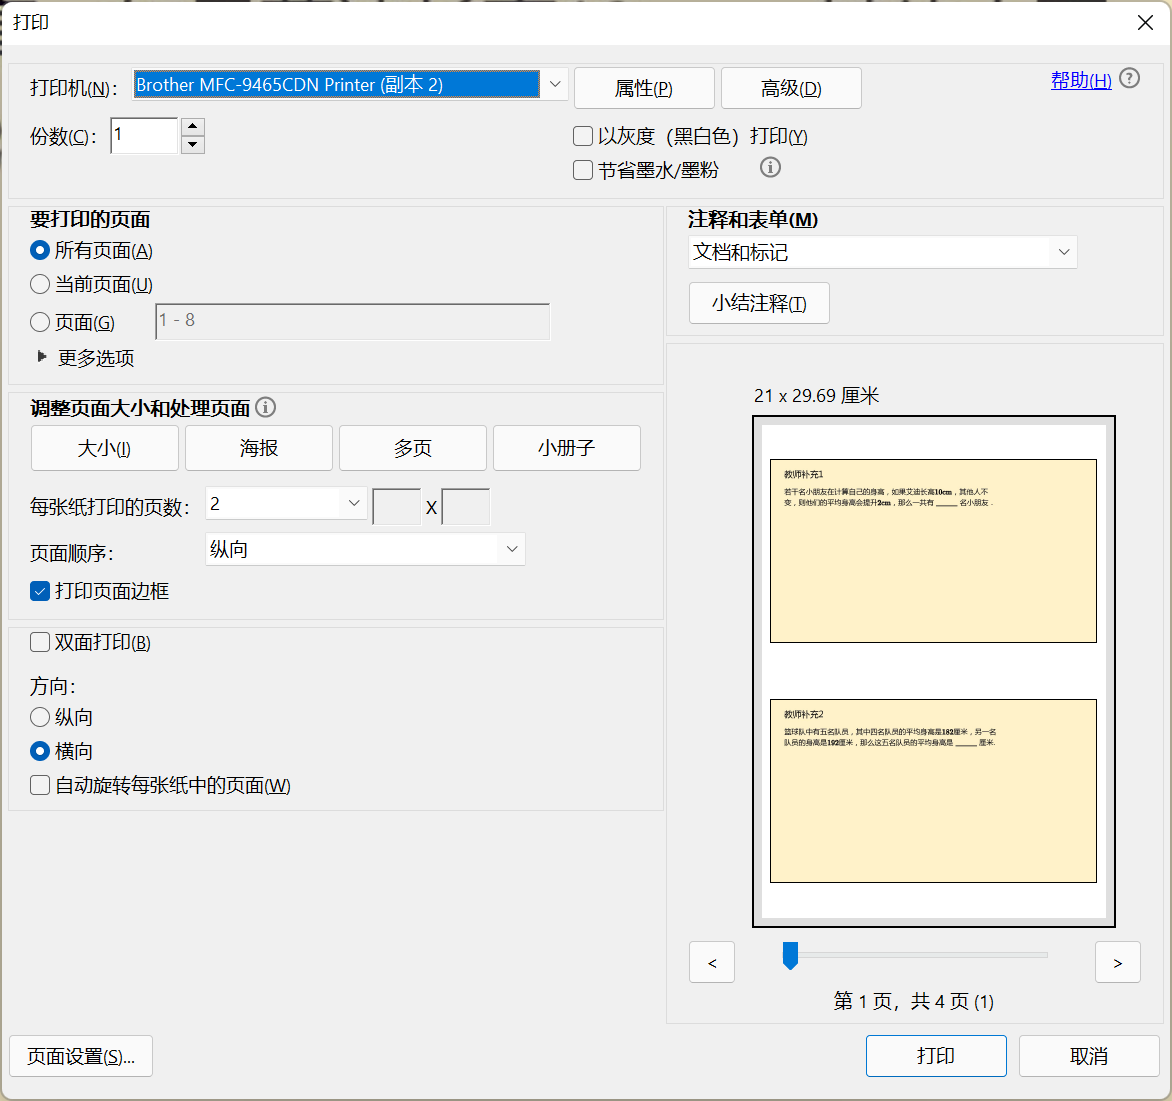 打印
打印机(N)：
Brother MFC-9465CDN Printer (副本 2)
属性(P)
高级(D)
帮助(H)
?
份数(C)：
1
以灰度（黑白色）打印(Y)
节省墨水/墨粉
要打印的页面
所有页面(A)
当前页面(U)
页面(G)
1 - 8
更多选项
注释和表单(M)
文档和标记
小结注释(T)
调整页面大小和处理页面
大小(I)
海报
多页
小册子
每张纸打印的页数：
2
X
页面顺序：
纵向
打印页面边框
双面打印(B)
方向：
纵向
横向
自动旋转每张纸中的页面(W)
21 x 29.69 厘米
教师补充1
若干名小朋友在计算自己的身高，如果艾迪长高10cm，其他人不
变，则他们的平均身高会提升2cm，那么一共有 ______ 名小朋友．
教师补充2
篮球队中有五名队员，其中四名队员的平均身高是182厘米，另一名
队员的身高是192厘米，那么这五名队员的平均身高是 ______ 厘米．
<
>
第 1 页，共 4 页 (1)
页面设置(S)...
打印
取消